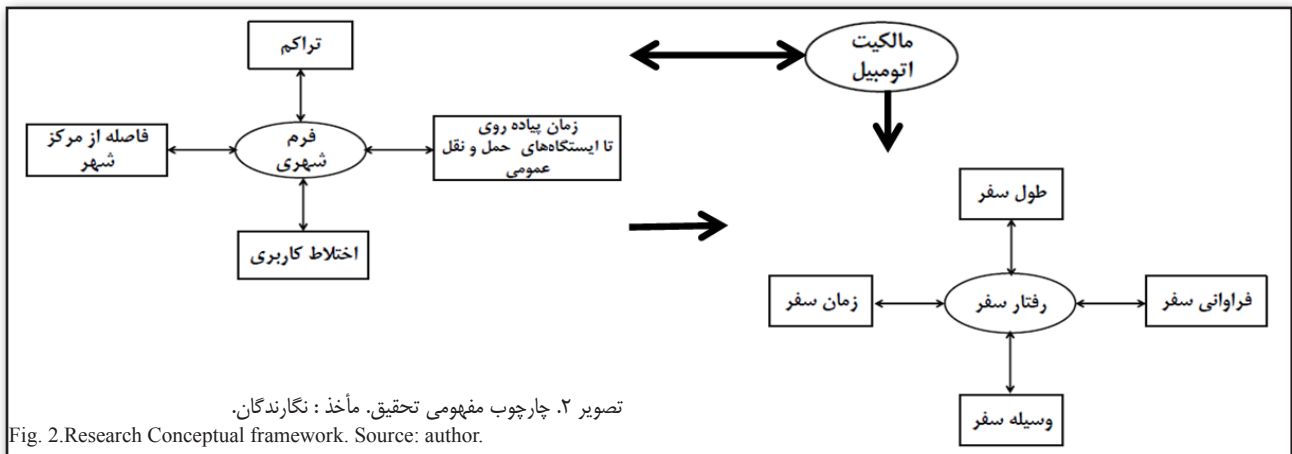 تراکم
مالکیت
اتومبیل
فاصله از مرکز
شهر
فرم
شهری
زمان پیاده روی
تا ایستگاه‌های حمل و نقل
عمومی
اختلاط کاربری
طول سفر
زمان سفر
رفتار سفر
فراوانی سفر
وسیله سفر
تصویر ۲. چارچوب مفهومی تحقیق. مأخذ : نگارندگان.
Fig. 2.Research Conceptual framework. Source: author.